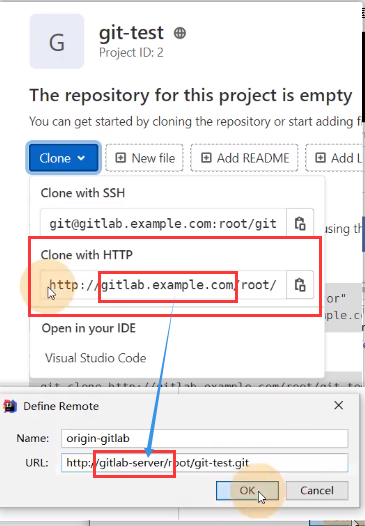 G
git-test
Project ID: 2
The repository for this project is empty
You can get started by cloning the repository or start adding f
Clone
New file
Add README
Add L
Clone with SSH
git@gitlab.example.com:root/git
using the
Clone with HTTP
http://gitlab.example.com/root/
or"
mple.co
Open in your IDE
Visual Studio Code
git clone http://gitlab.example.com/root/git-te
Define Remote
Name:
origin-gitlab
URL:
http://gitlab-server/root/git-test.git
OK
Cancel